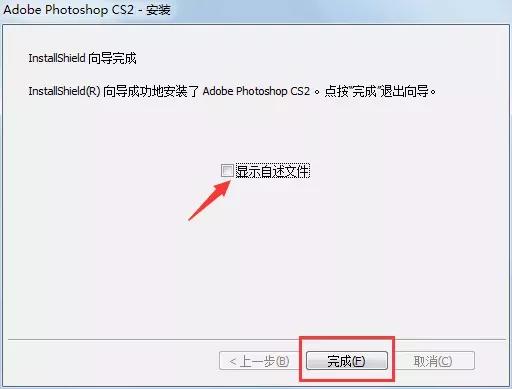 Adobe Photoshop CS2 - 安装
InstallShield 向导完成
InstallShield(R) 向导成功地安装了 Adobe Photoshop CS2 。点按“完成”退出向导。
显示自述文件
< 上一步(B)
完成(F)
取消(C)